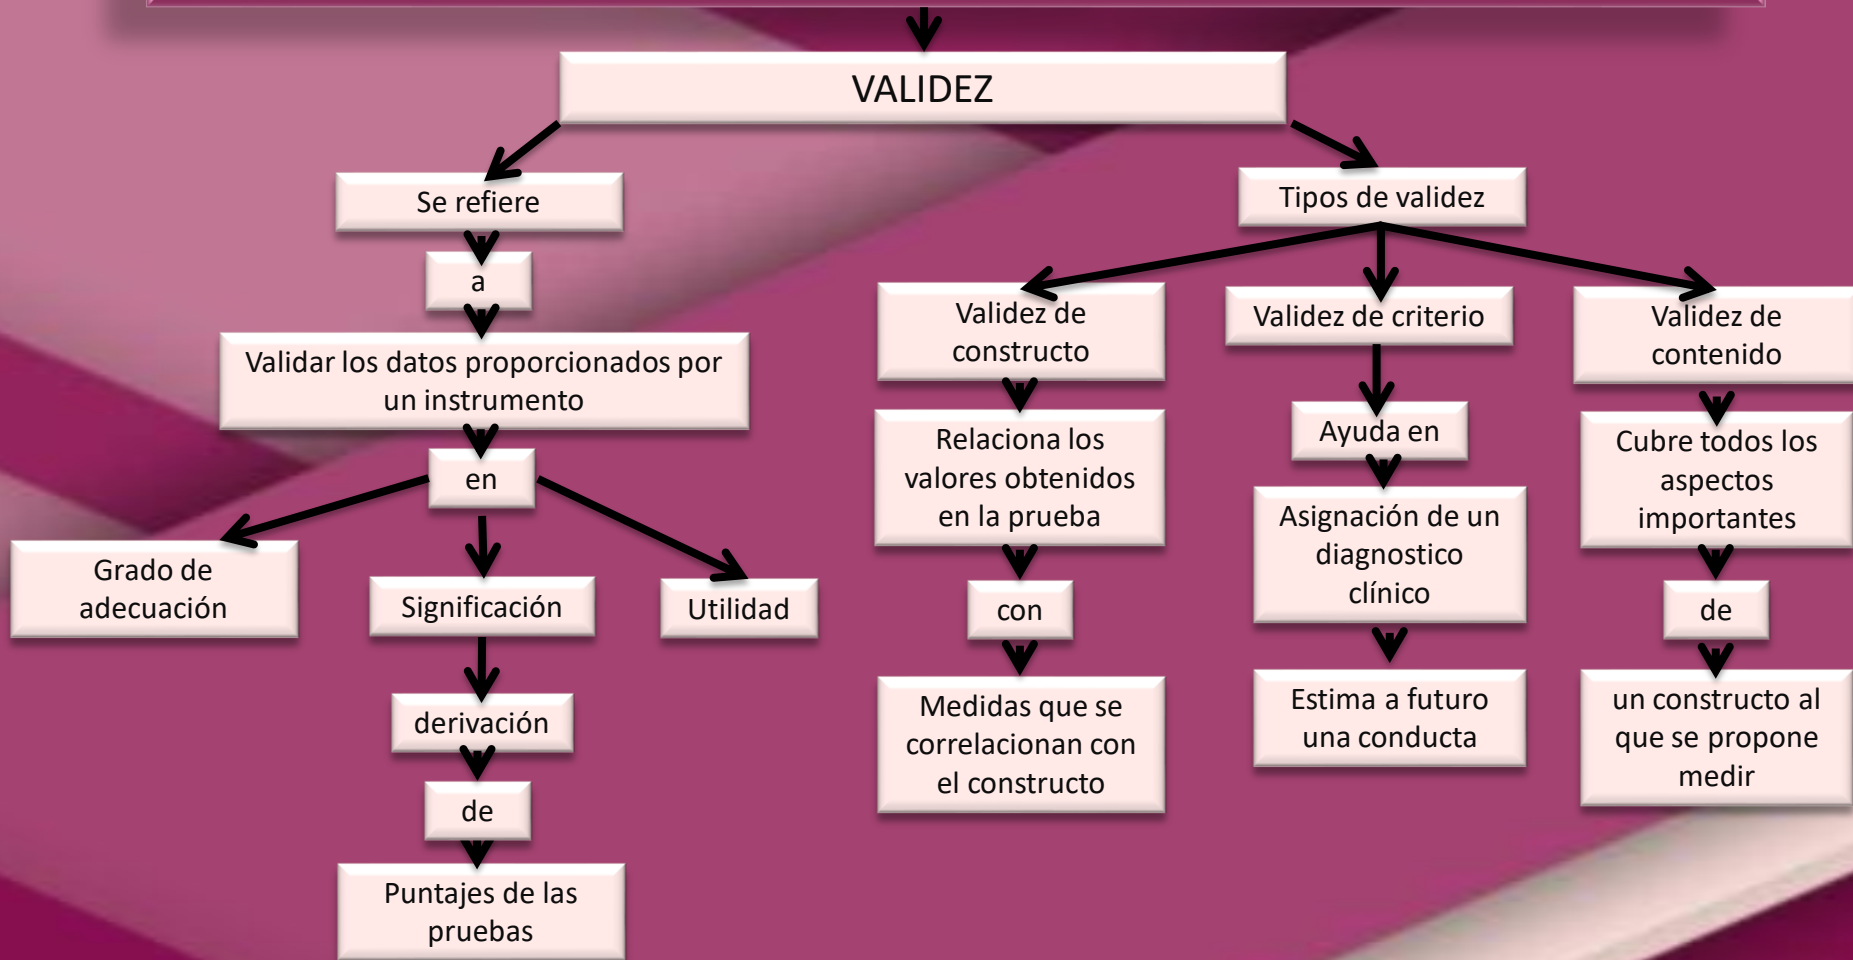 VALIDEZ
Se refiere
a
Validar los datos proporcionados por
un instrumento
en
Grado de
adecuación
Significación
Utilidad
derivación
de
Puntajes de las
pruebas
Tipos de validez
Validez de
constructo
Relaciona los
valores obtenidos
en la prueba
con
Medidas que se
correlacionan con
el constructo
Validez de criterio
Ayuda en
Asignación de un
diagnostico
clínico
Estima a futuro
una conducta
Validez de
contenido
Cubre todos los
aspectos
importantes
de
un constructo al
que se propone
medir